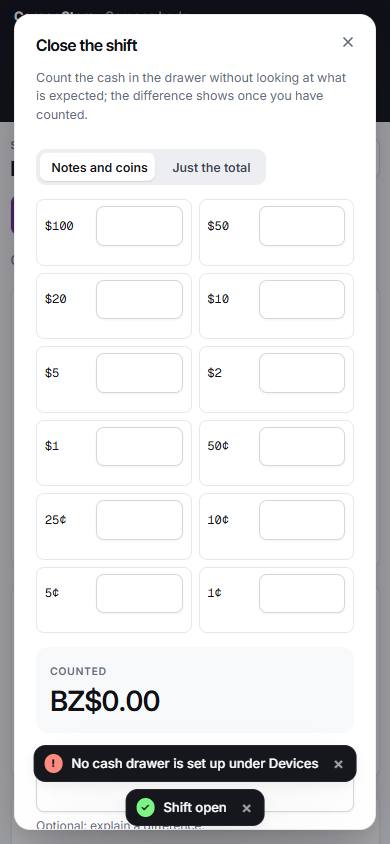 Close the shift
Count the cash in the drawer without looking at what
is expected; the difference shows once you have
counted.
Notes and coins Just the total
$100 $50
$20 $10
$5 $2
$1 50¢
25¢ 10¢
5¢ 1¢
COUNTED
BZ$0.00
No cash drawer is set up under Devices
Shift open
Optional: explain a difference.